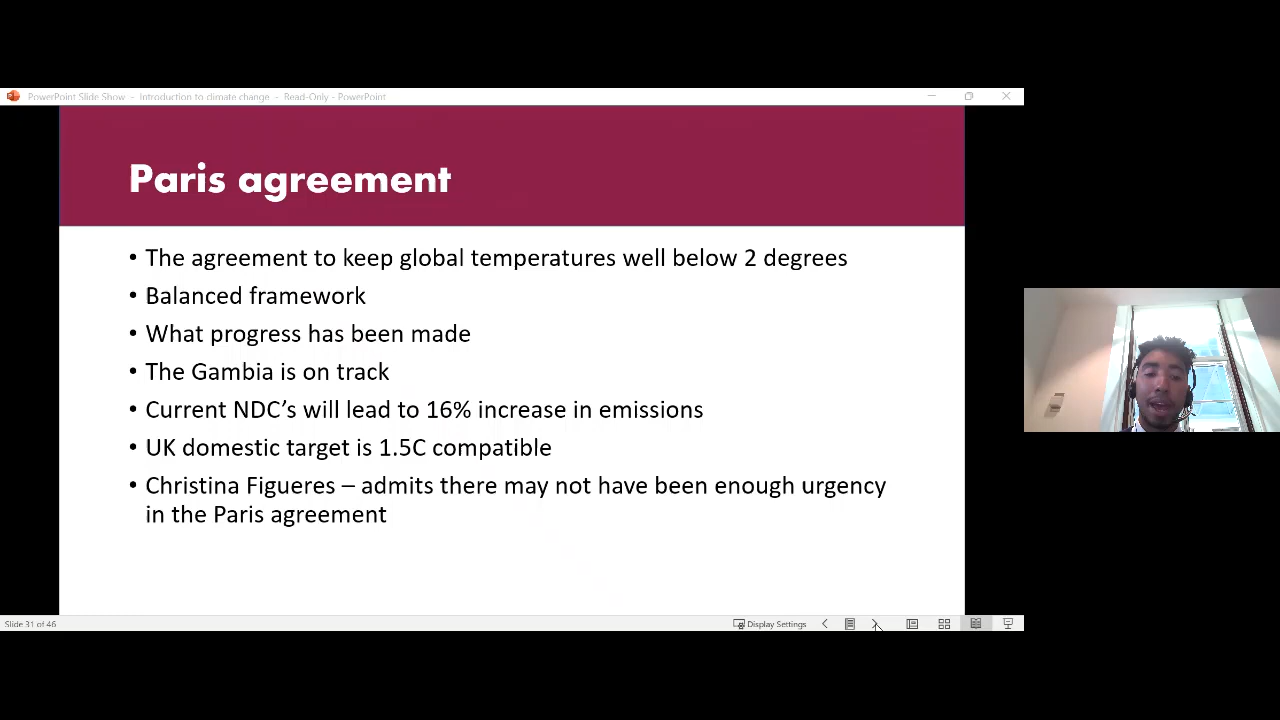 PowerPoint Slide Show - Introduction to climate change - Read-Only - PowerPoint
Paris agreement
• The agreement to keep global temperatures well below 2 degrees
• Balanced framework
• What progress has been made
• The Gambia is on track
• Current NDC’s will lead to 16% increase in emissions
• UK domestic target is 1.5C compatible
• Christina Figueres – admits there may not have been enough urgency
in the Paris agreement
Slide 31 of 46
Display Settings